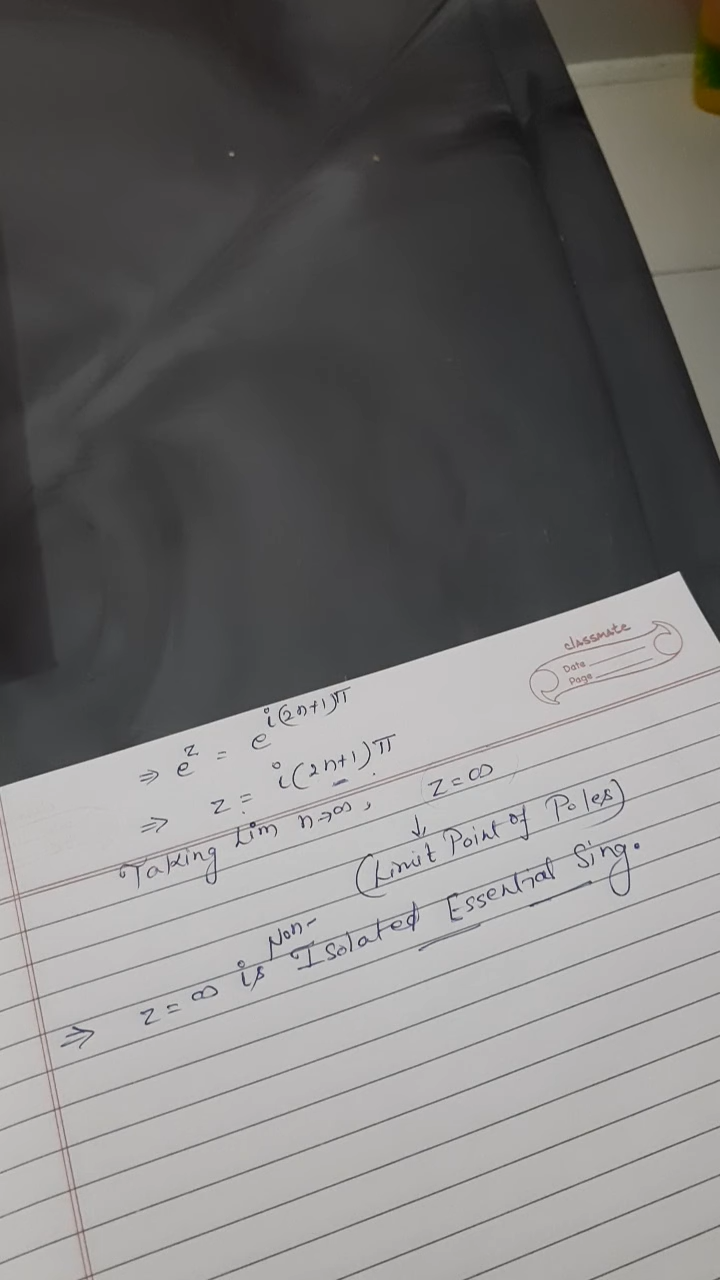 classmate
Date
Page
⇒ e^z = e^{i(2n+1)π}
⇒ z = i(2n+1)π
Taking Lim n→∞, z=∞
↓
(Limit Point of Poles)
Non-
⇒ z=∞ is Isolated Essential Sing.